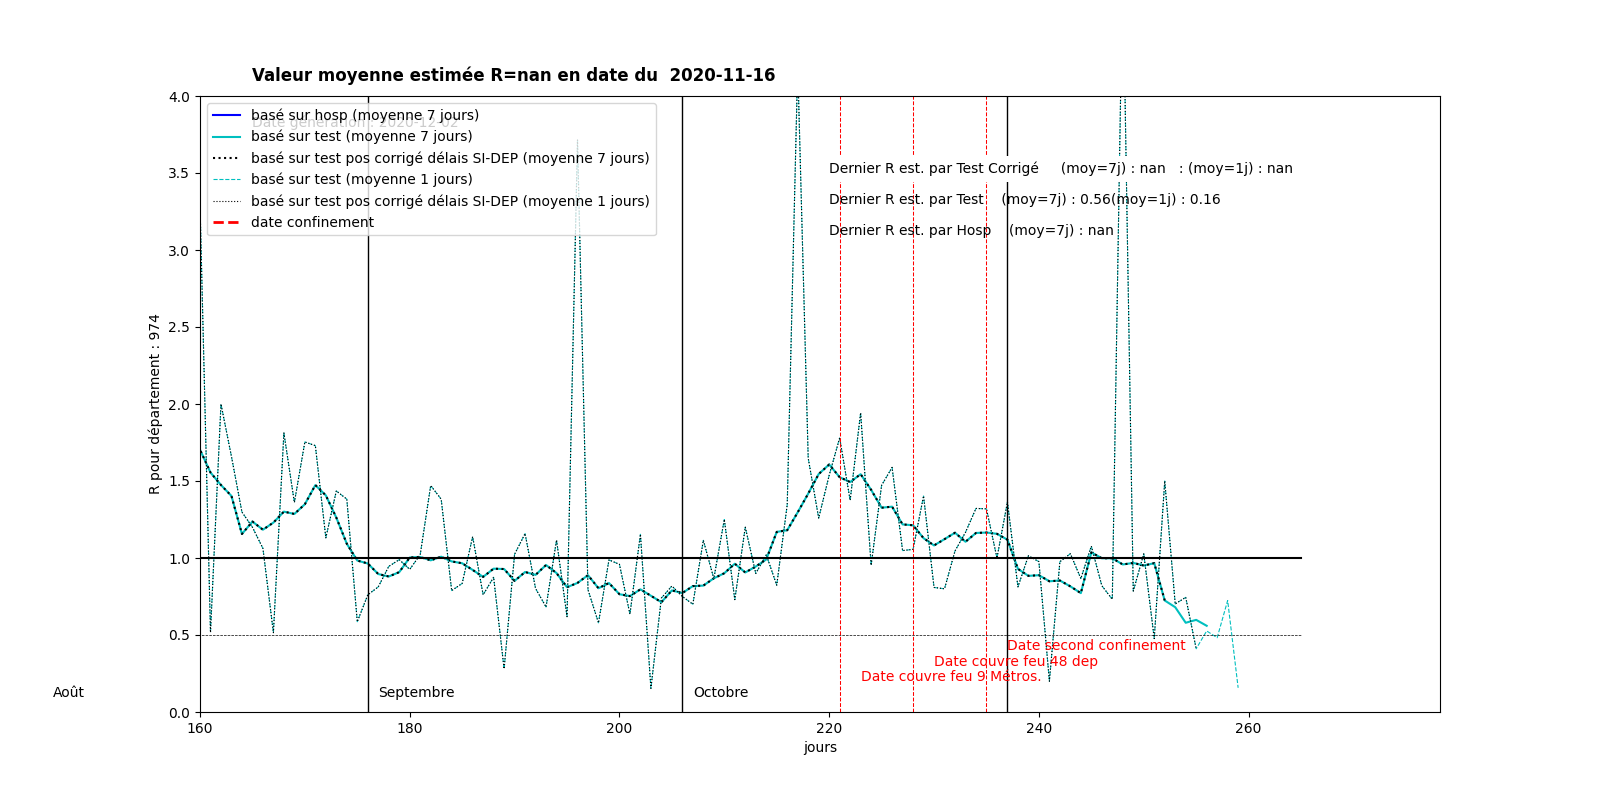 Valeur moyenne estimée R=nan en date du  2020-11-16
Date génération : 2020-12-02
basé sur hosp (moyenne 7 jours)
basé sur test (moyenne 7 jours)
basé sur test pos corrigé délais SI-DEP (moyenne 7 jours)
basé sur test (moyenne 1 jours)
basé sur test pos corrigé délais SI-DEP (moyenne 1 jours)
date confinement
Dernier R est. par Test Corrigé     (moy=7j) : nan   : (moy=1j) : nan
Dernier R est. par Test    (moy=7j) : 0.56(moy=1j) : 0.16
Dernier R est. par Hosp    (moy=7j) : nan
4.0
3.5
3.0
2.5
2.0
1.5
1.0
0.5
0.0
R pour département : 974
Date second confinement
Date couvre feu 48 dep
Date couvre feu 9 Métros.
Août
Septembre
Octobre
160
180
200
220
240
260
jours